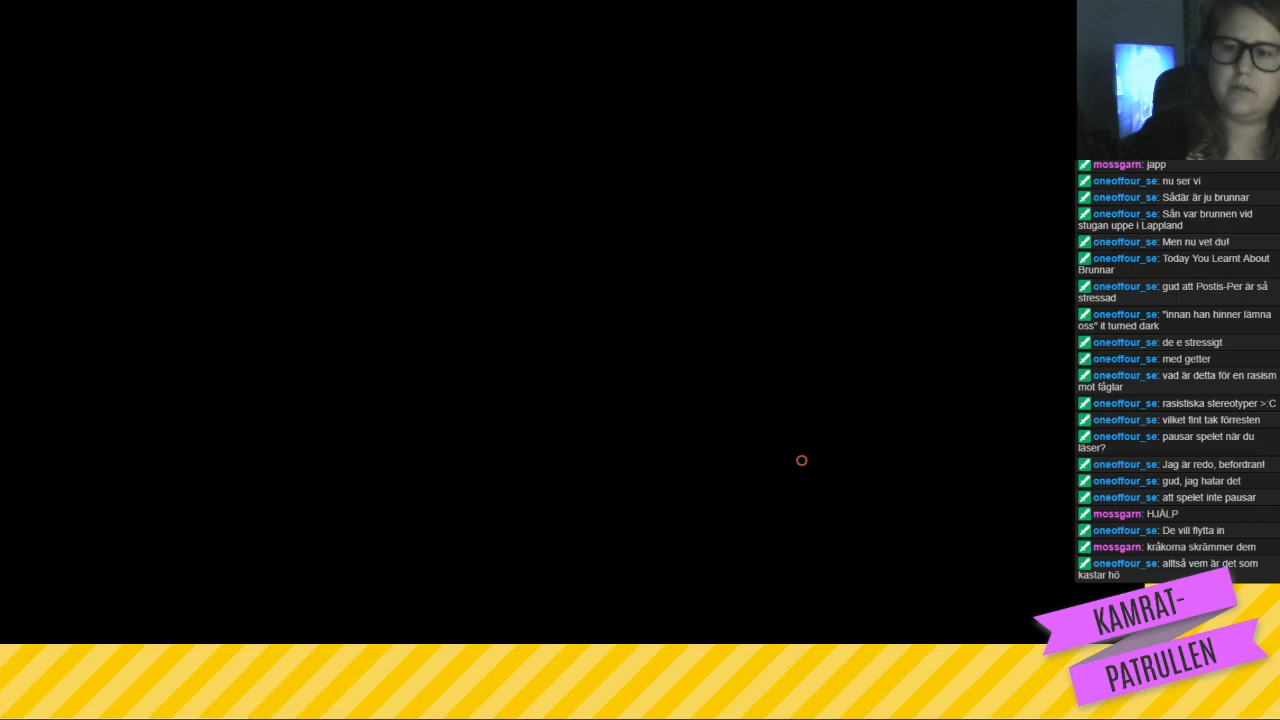 mossgarn: japp
oneoffour_se: nu ser vi
oneoffour_se: Sådär är ju brunnar
oneoffour_se: Sån var brunnen vid
stugan uppe i Lappland
oneoffour_se: Men nu vet du!
oneoffour_se: Today You Learnt About
Brunnar
oneoffour_se: gud att Postis-Per är så
stressad
oneoffour_se: "innan han hinner lämna
oss" it turned dark
oneoffour_se: de e stressigt
oneoffour_se: med getter
oneoffour_se: vad är detta för en rasism
mot fåglar
oneoffour_se: rasistiska stereotyper >:C
oneoffour_se: vilket fint tak förresten
oneoffour_se: pausar spelet när du
läser?
oneoffour_se: Jag är redo, befordran!
oneoffour_se: gud, jag hatar det
oneoffour_se: att spelet inte pausar
mossgarn: HJÄLP
oneoffour_se: De vill flytta in
mossgarn: kråkorna skrämmer dem
oneoffour_se: alltså vem är det som
kastar hö
KAMRAT-
PATRULLEN